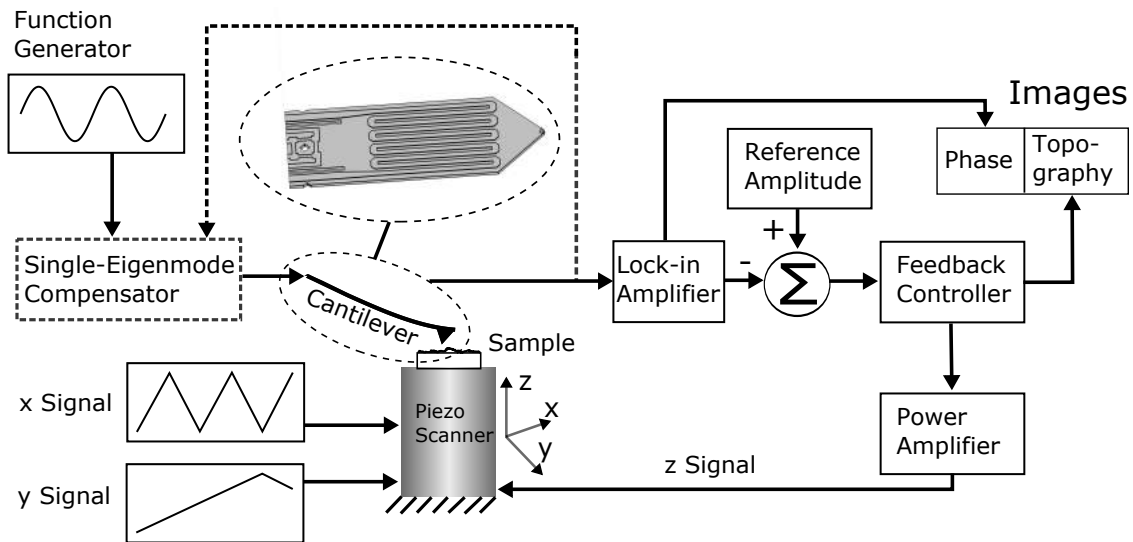 Function
Generator
Images
Reference
Amplitude
Phase
Topo-
graphy
Single-Eigenmode
Compensator
Cantilever
Lock-in
Amplifier
+
-
Σ
Feedback
Controller
Sample
x Signal
Piezo
Scanner
z
x
y
Power
Amplifier
y Signal
z Signal